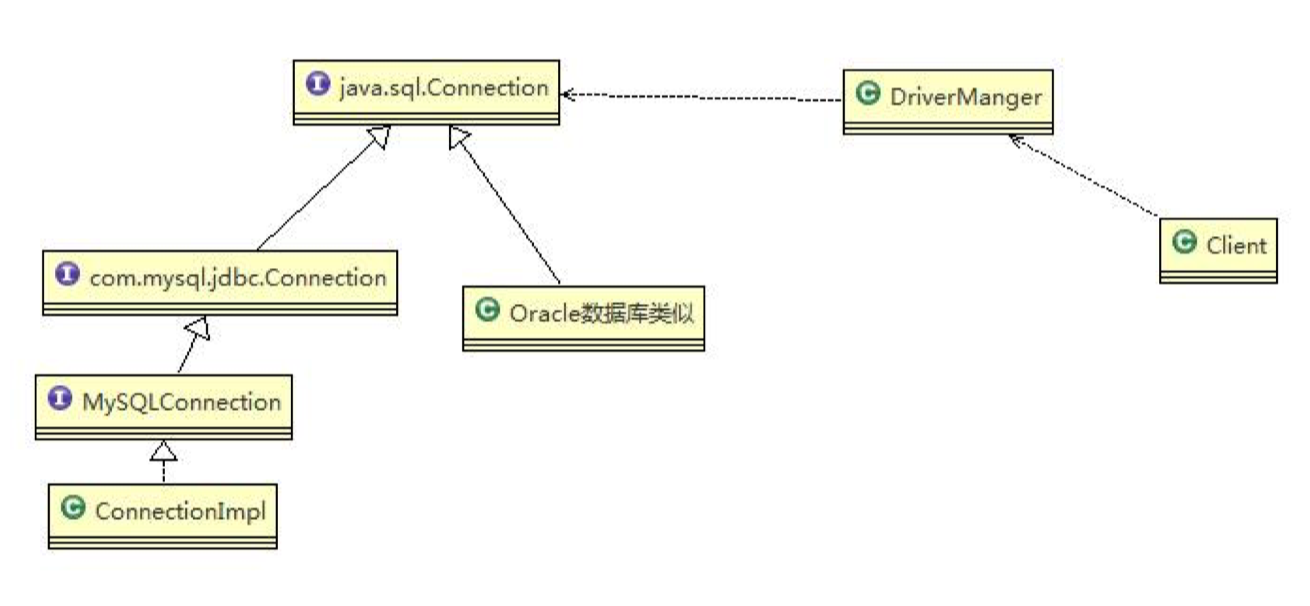 I java.sql.Connection
C DriverManger
C Client
I com.mysql.jdbc.Connection
C Oracle数据库类似
I MySQLConnection
C ConnectionImpl